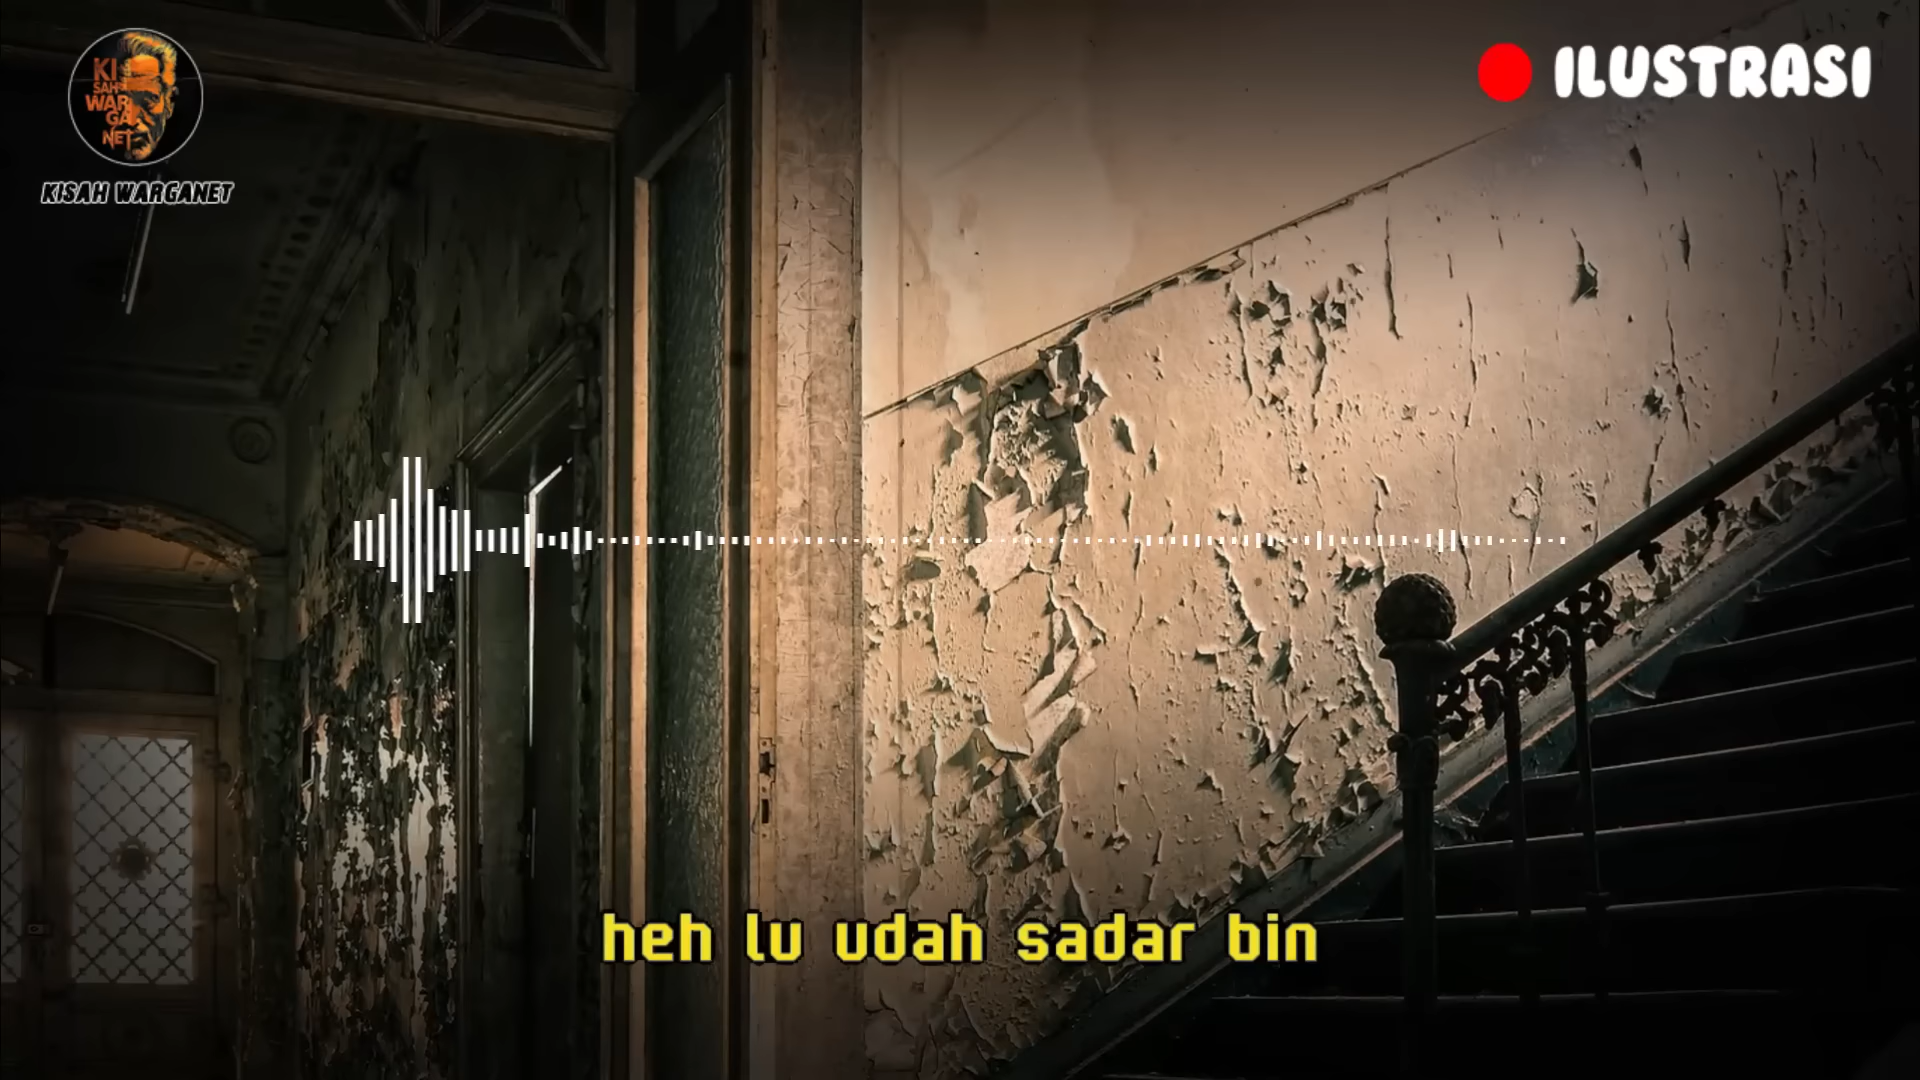 KI
SAH
WAR
GA
NET
KISAH WARGANET
ILUSTRASI
heh lu udah sadar bin